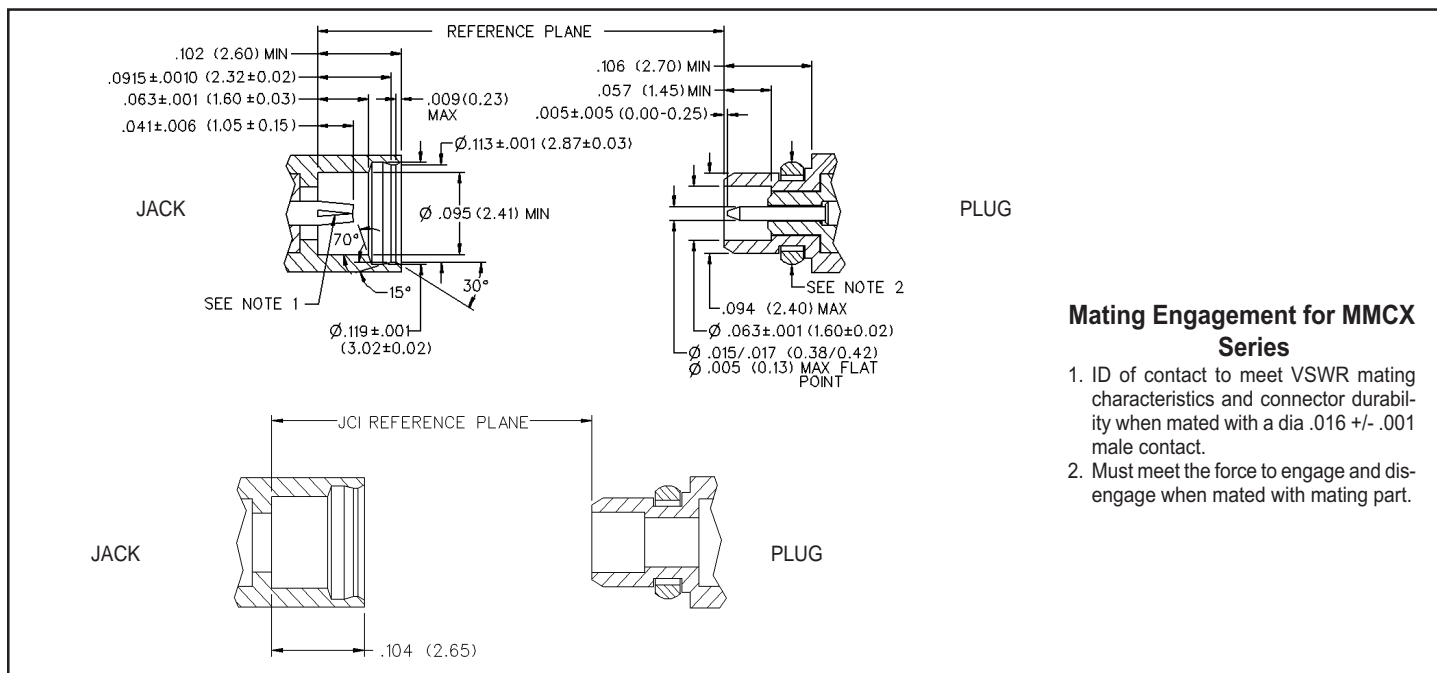 REFERENCE PLANE
.102 (2.60) MIN
.0915±.0010 (2.32±0.02)
.063±.001 (1.60±0.03)
.041±.006 (1.05±0.15)
.009(0.23)
MAX
Ø.113±.001 (2.87±0.03)
JACK
Ø .095 (2.41) MIN
70°
15°
30°
SEE NOTE 1
Ø.119±.001
(3.02±0.02)
.106 (2.70) MIN
.057 (1.45) MIN
.005±.005 (0.00-0.25)
PLUG
SEE NOTE 2
.094 (2.40) MAX
Ø .063±.001 (1.60±0.02)
Ø .015/.017 (0.38/0.42)
Ø .005 (0.13) MAX FLAT
POINT
Mating Engagement for MMCX
Series
1. ID of contact to meet VSWR mating
characteristics and connector durabil-
ity when mated with a dia .016 +/- .001
male contact.
2. Must meet the force to engage and dis-
engage when mated with mating part.
JCI REFERENCE PLANE
JACK
PLUG
.104 (2.65)